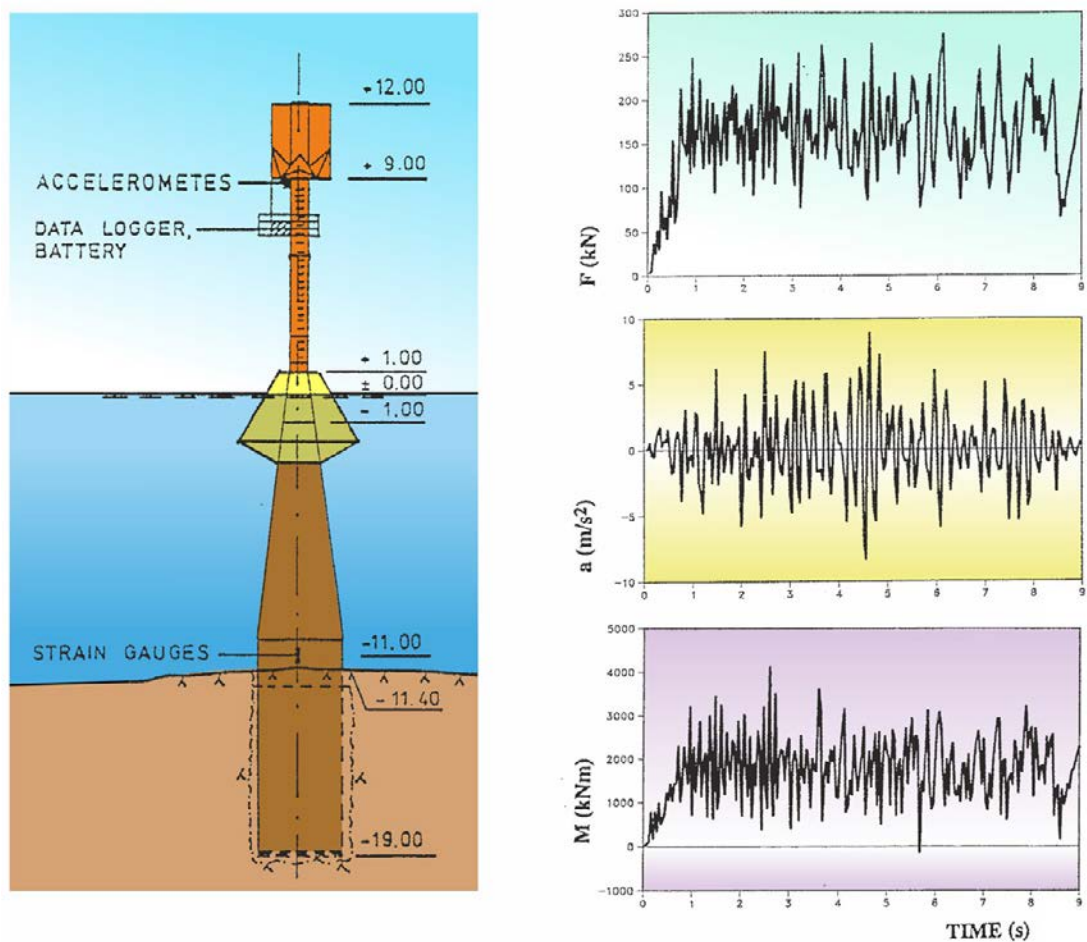 +12.00
+ 9.00
ACCELEROMETES
DATA LOGGER,
BATTERY
+ 1.00
± 0.00
- 1.00
STRAIN GAUGES
-11.00
- 11.40
-19.00
300
250
200
150
100
50
0
F (kN)
0 1 2 3 4 5 6 7 8 9
10
5
0
-5
-10
a (m/s²)
0 1 2 3 4 5 6 7 8 9
5000
4000
3000
2000
1000
0
-1000
M (kNm)
0 1 2 3 4 5 6 7 8 9
TIME (s)